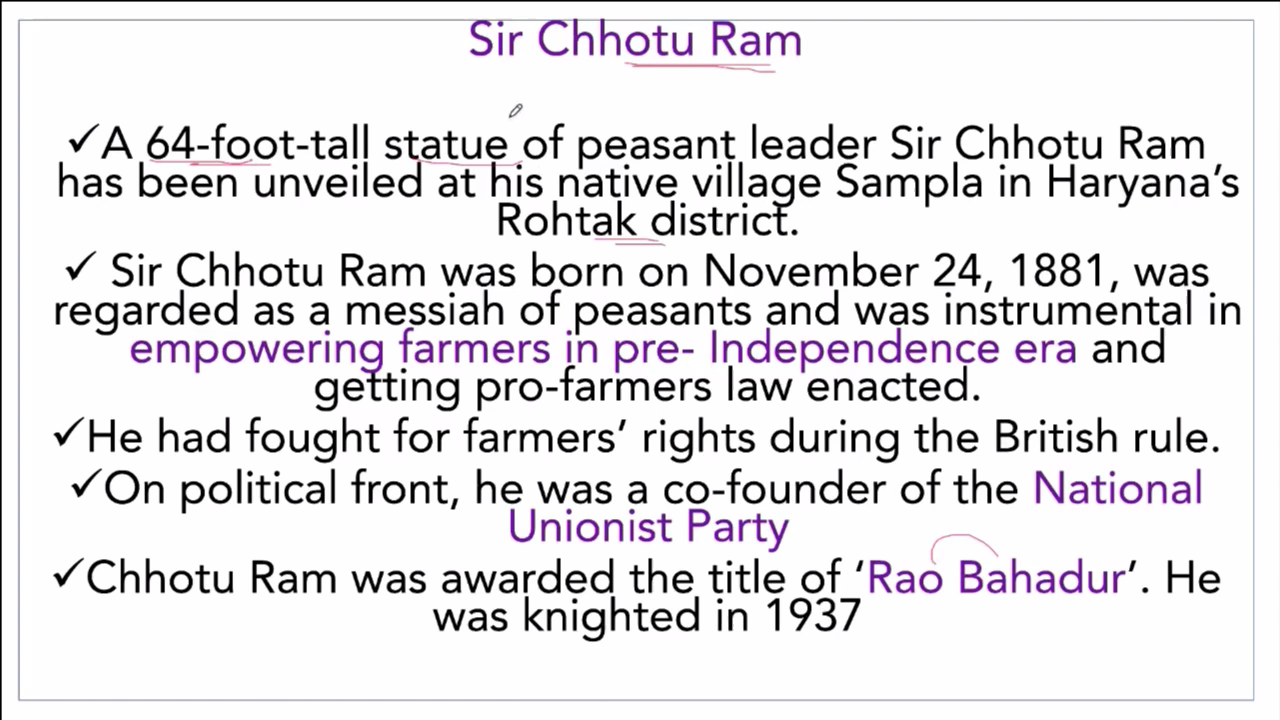 Sir Chhotu Ram
✓A 64-foot-tall statue of peasant leader Sir Chhotu Ram
has been unveiled at his native village Sampla in Haryana’s
Rohtak district.
✓ Sir Chhotu Ram was born on November 24, 1881, was
regarded as a messiah of peasants and was instrumental in
empowering farmers in pre- Independence era and
getting pro-farmers law enacted.
✓He had fought for farmers’ rights during the British rule.
✓On political front, he was a co-founder of the National
Unionist Party
✓Chhotu Ram was awarded the title of ‘Rao Bahadur’. He
was knighted in 1937